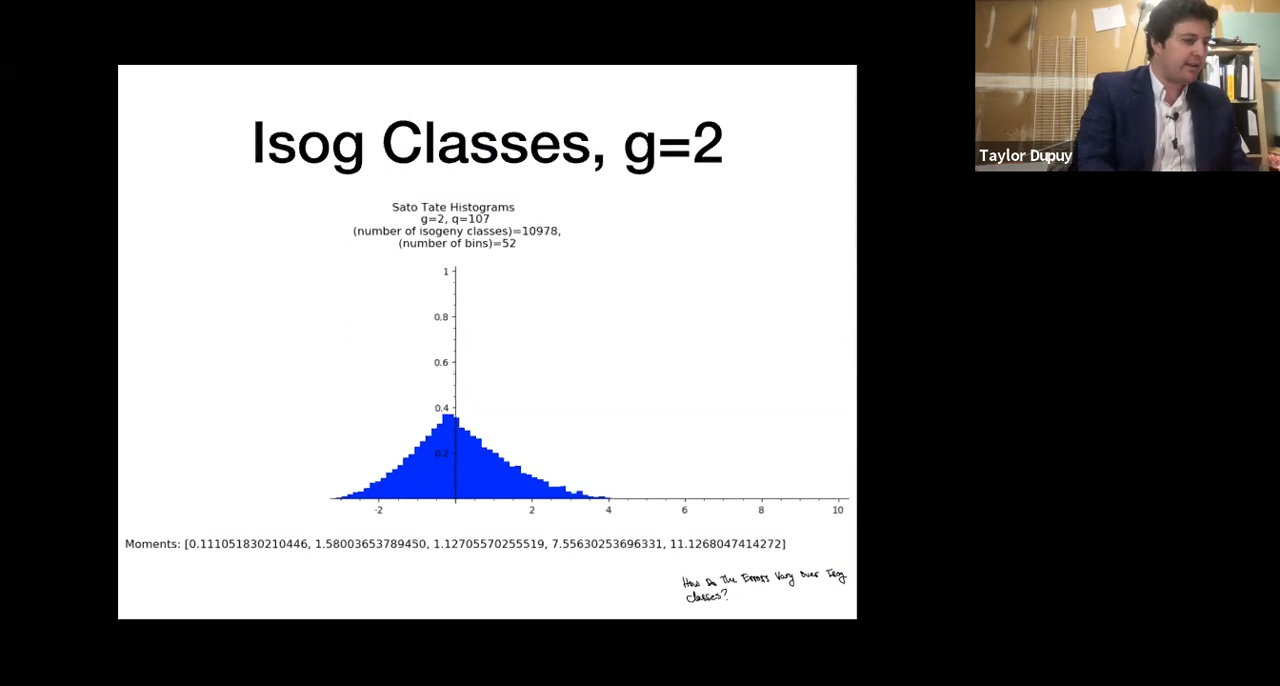 Isog Classes, g=2
Sato Tate Histograms
g=2, q=107
(number of isogeny classes)=10978,
(number of bins)=52
1
0.8
0.6
0.4
0.2
-2 2 4 6 8 10
Moments: [0.111051830210446, 1.58003653789450, 1.12705570255519, 7.55630253696331, 11.1268047414272]
How Do The Errors Vary Over Isog
Classes?
Taylor Dupuy